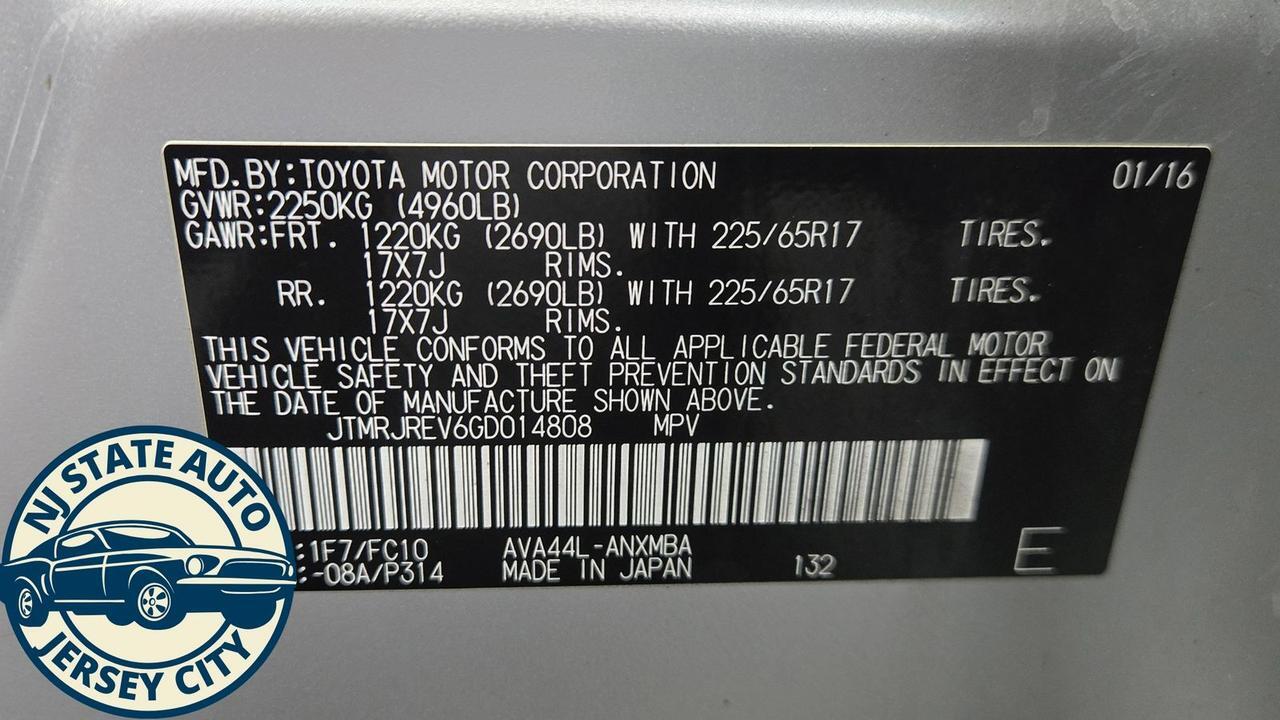 MFD.BY:TOYOTA MOTOR CORPORATION 01/16
GVWR:2250KG (4960LB)
GAWR:FRT. 1220KG (2690LB) WITH 225/65R17 TIRES.
17X7J RIMS.
RR. 1220KG (2690LB) WITH 225/65R17 TIRES.
17X7J RIMS.
THIS VEHICLE CONFORMS TO ALL APPLICABLE FEDERAL MOTOR
VEHICLE SAFETY AND THEFT PREVENTION STANDARDS IN EFFECT ON
THE DATE OF MANUFACTURE SHOWN ABOVE.
JTMRJREV6GD014808 MPV
:1F7/FC10 AVA44L-ANXMBA
:-08A/P314 MADE IN JAPAN 132 E
NJ STATE AUTO
JERSEY CITY